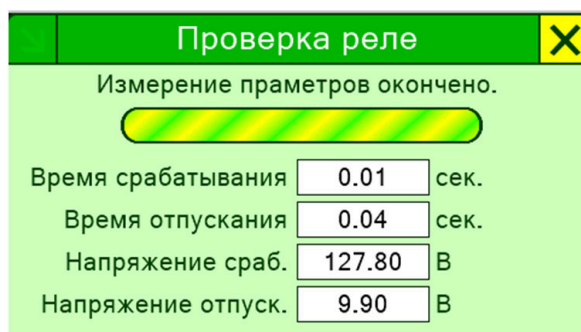 Проверка реле
Измерение праметров окончено.
Время срабатывания 0.01 сек.
Время отпускания 0.04 сек.
Напряжение сраб. 127.80 В
Напряжение отпуск. 9.90 В